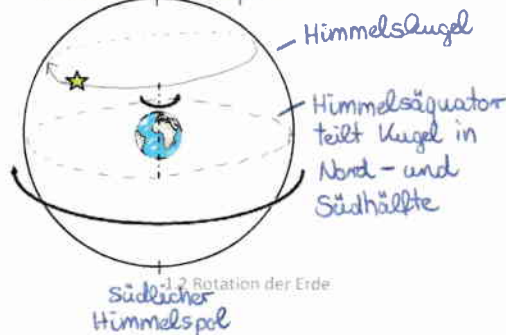 Himmelskugel
Himmelsäquator
teilt Kugel in
Nord- und
Südhälfte
1.2 Rotation der Erde
Südlicher
Himmelspol